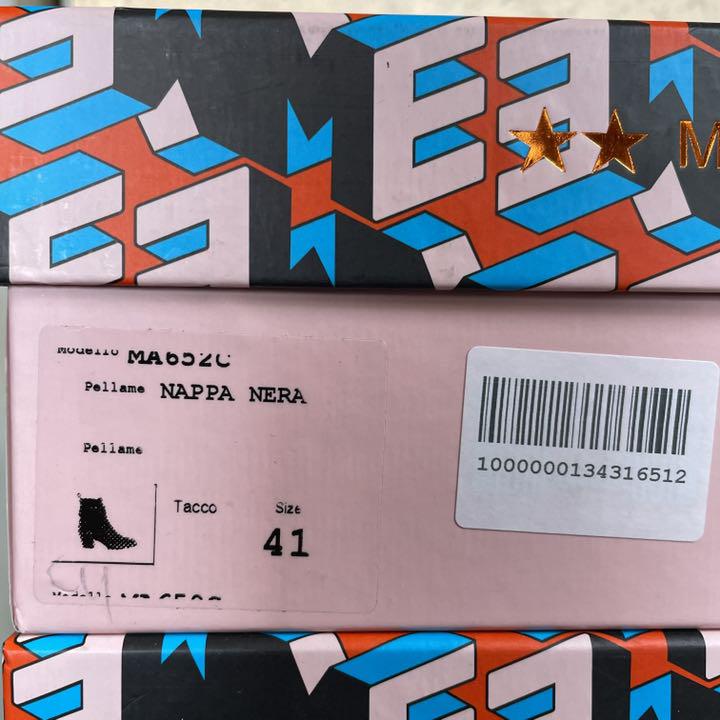 M
Modello MA652C
Pellame NAPPA NERA
Pellame
Tacco
Size
41
1000000134316512